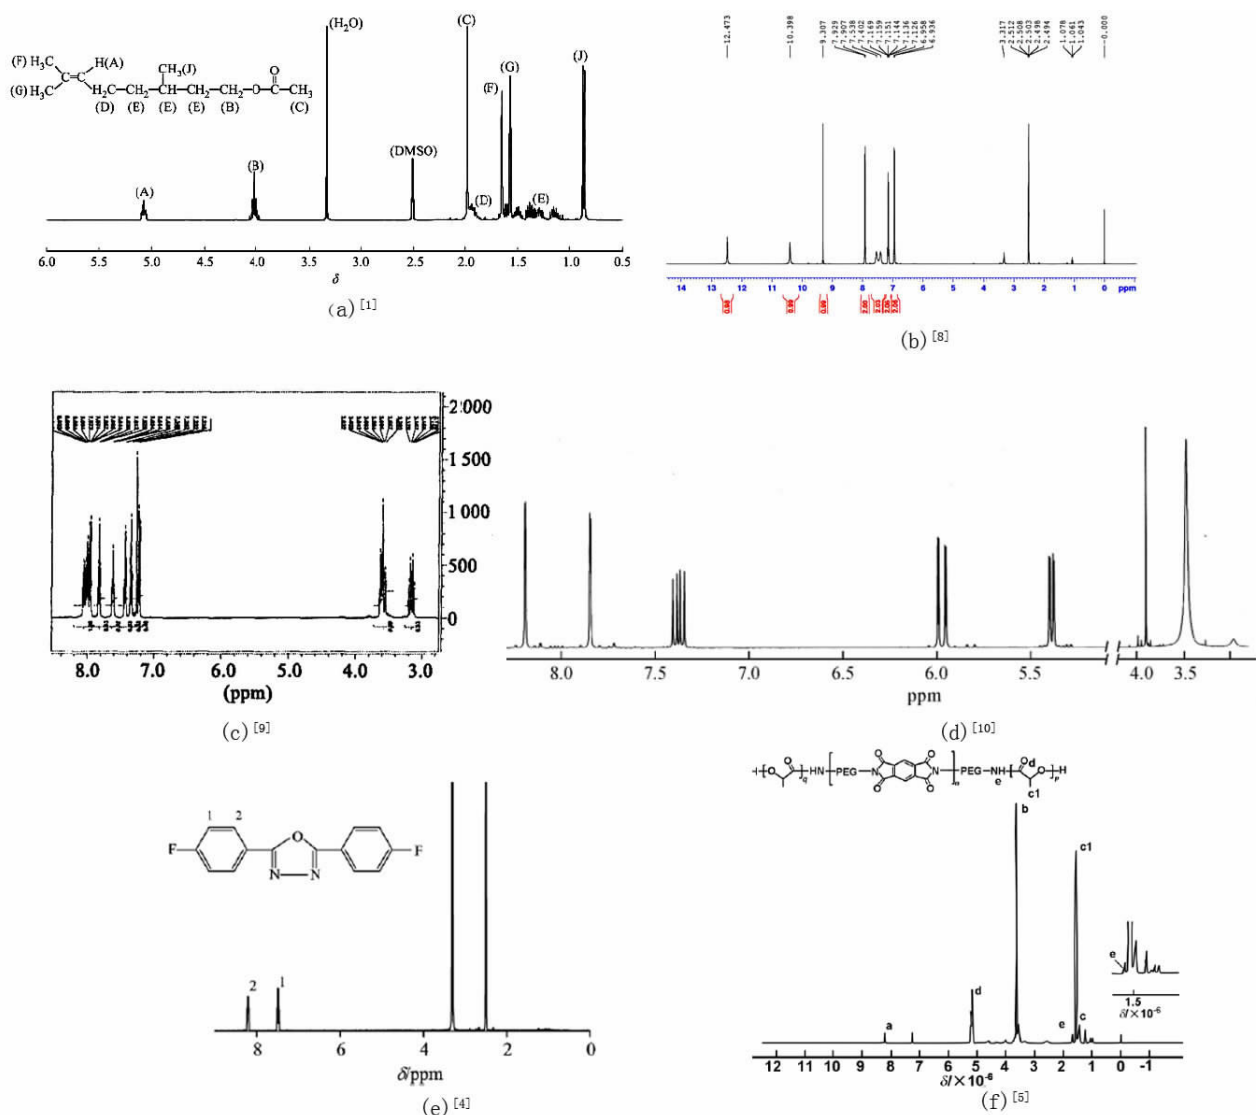 (H₂O)
(C)
(J)
(F) H₃C
H(A)
CH₃(J)
O
(G)
(G)H₃C
H₂C
O
CH₃
(F)
(D)
(E)
(E)
(E)
(B)
(C)
(DMSO)
(B)
(A)
(D)
(E)
6.0 5.5 5.0 4.5 4.0 3.5 3.0 2.5 2.0 1.5 1.0 0.5
δ
(a) [1]
12.473
10.398
9.307
7.929
7.907
7.538
7.402
7.169
7.159
7.151
7.144
7.136
7.126
6.958
6.936
3.317
2.512
2.508
2.503
2.498
2.494
1.078
1.061
1.043
-0.000
14 13 12 11 10 9 8 7 6 5 4 3 2 1 0 ppm
(b) [8]
2 000
1 500
1 000
500
0
8.0 7.0 6.0 5.0 4.0 3.0
(ppm)
(c) [9]
8.0 7.5 7.0 6.5 6.0 5.5 4.0 3.5
ppm
(d) [10]
1 2
F O F
N N
2 1
8 6 4 2 0
δ/ppm
(e) [4]
O O O O
O HN PEG N N PEG NH O H
O O
q n e p
d
c1
b
c1
e
1.5
δ/×10⁻⁶
d
a
e
c
12 11 10 9 8 7 6 5 4 3 2 1 0 -1
δ/×10⁻⁶
(f) [5]